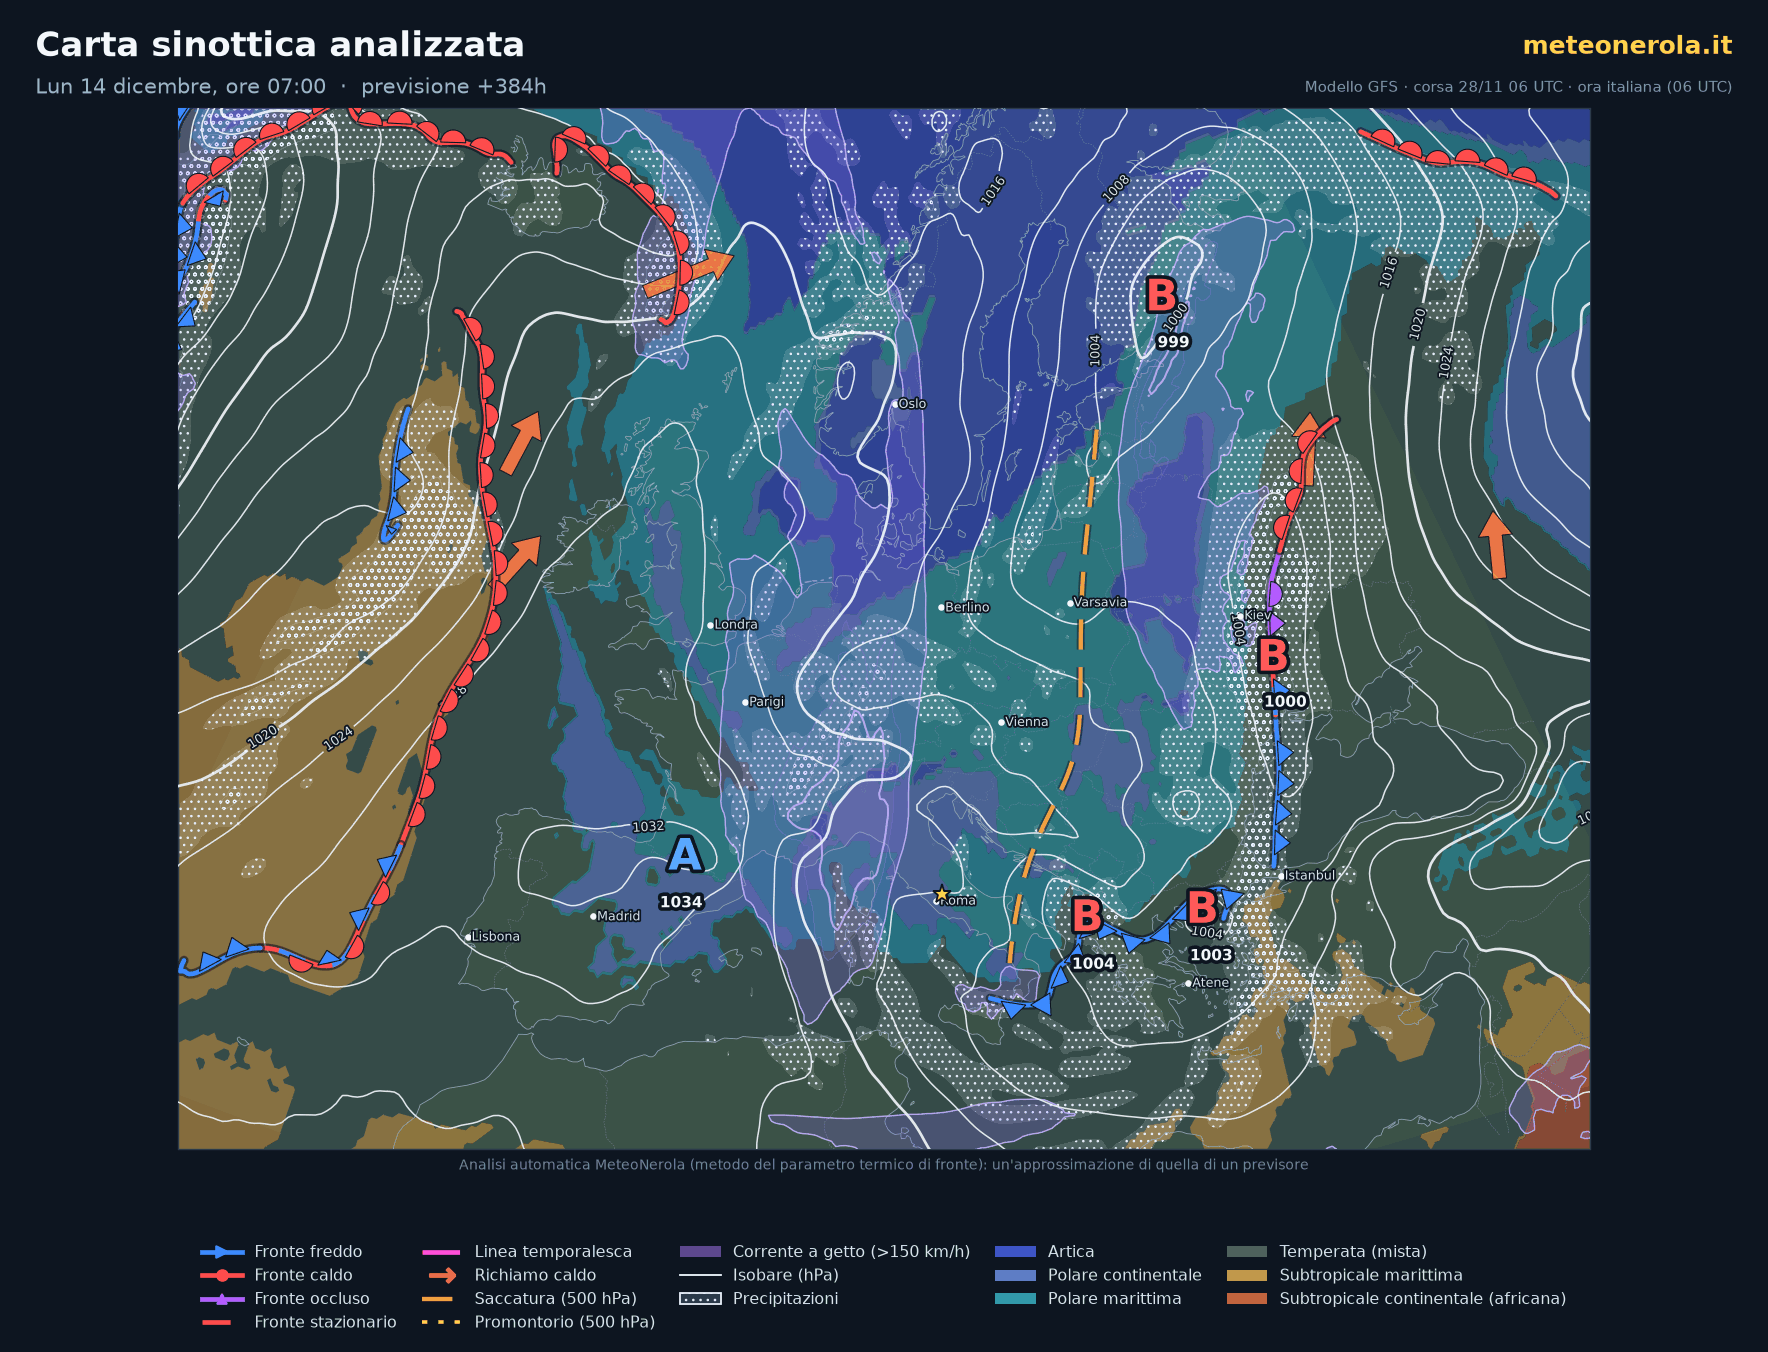 Carta sinottica analizzata
meteonerola.it
Lun 14 dicembre, ore 07:00 · previsione +384h
Modello GFS · corsa 28/11 06 UTC · ora italiana (06 UTC)
1016
1008
1016
B
1000
999
1020
1004
1024
Oslo
Berlino
Varsavia
Kiev
Londra
1004
B
Parigi
1000
Vienna
1020
1024
1032
A
1034
Istanbul
Roma
Madrid
B
B
1004
Lisbona
1003
1004
Atene
Analisi automatica MeteoNerola (metodo del parametro termico di fronte): un'approssimazione di quella di un previsore
Fronte freddo
Linea temporalesca
Corrente a getto (>150 km/h)
Artica
Temperata (mista)
Fronte caldo
Richiamo caldo
Isobare (hPa)
Polare continentale
Subtropicale marittima
Fronte occluso
Saccatura (500 hPa)
Precipitazioni
Polare marittima
Subtropicale continentale (africana)
Fronte stazionario
Promontorio (500 hPa)